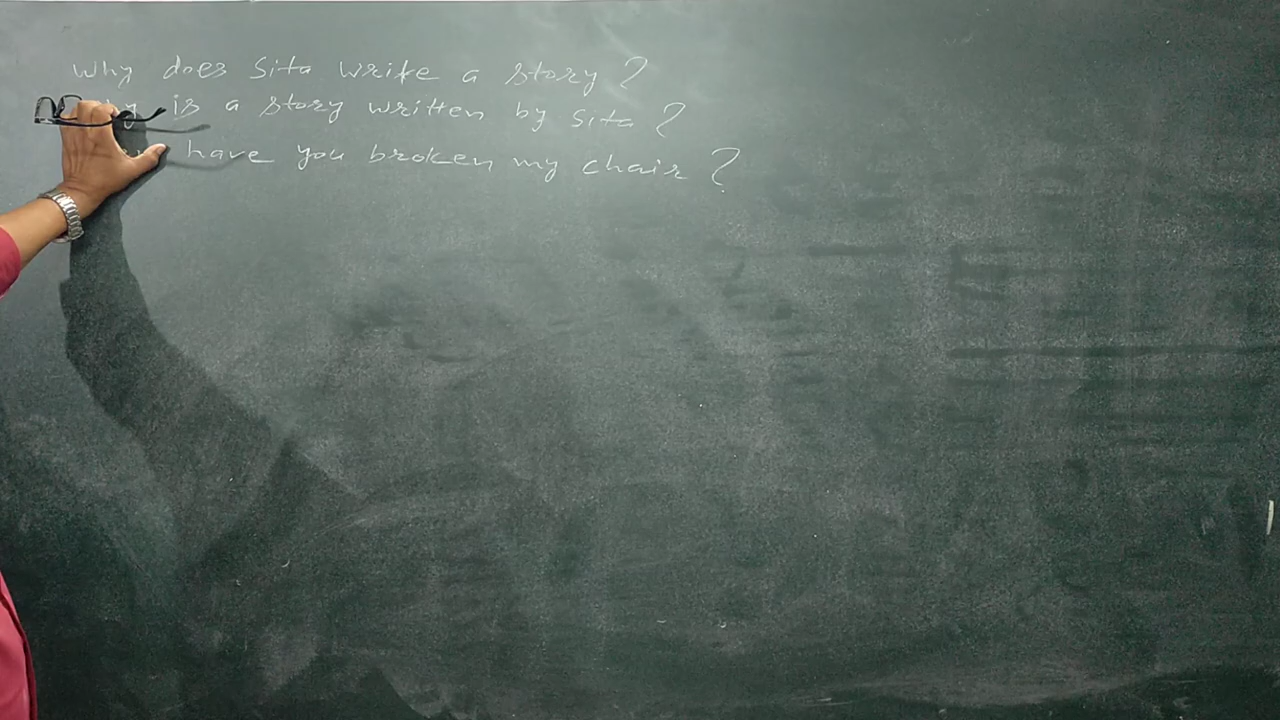 Why does Sita write a story ?
is a story written by Sita ?
have you broken my chair ?